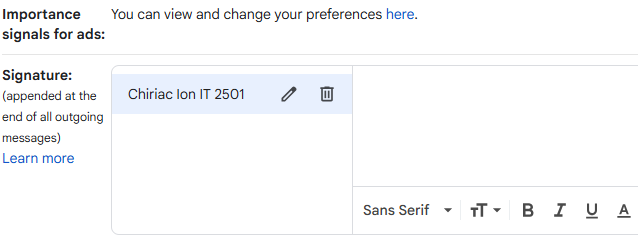 Importance signals for ads:
You can view and change your preferences here.
Signature:
(appended at the
end of all outgoing
messages)
Learn more
Chiriac Ion IT 2501
Sans Serif
B I U A